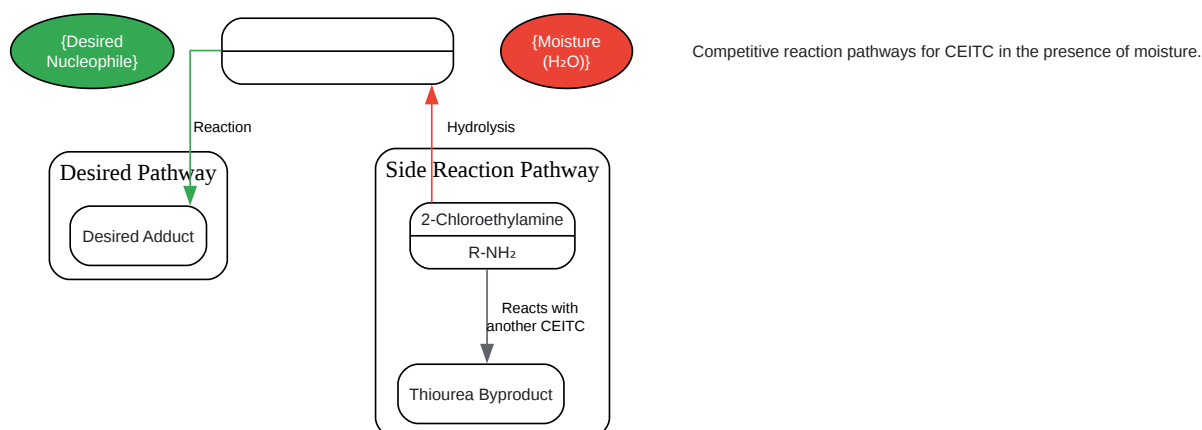 {Desired
Nucleophile}
{Moisture
(H₂O)}
Competitive reaction pathways for CEITC in the presence of moisture.
Reaction
Hydrolysis
Desired Pathway
Side Reaction Pathway
Desired Adduct
2-Chloroethylamine
R-NH₂
Reacts with
another CEITC
Thiourea Byproduct